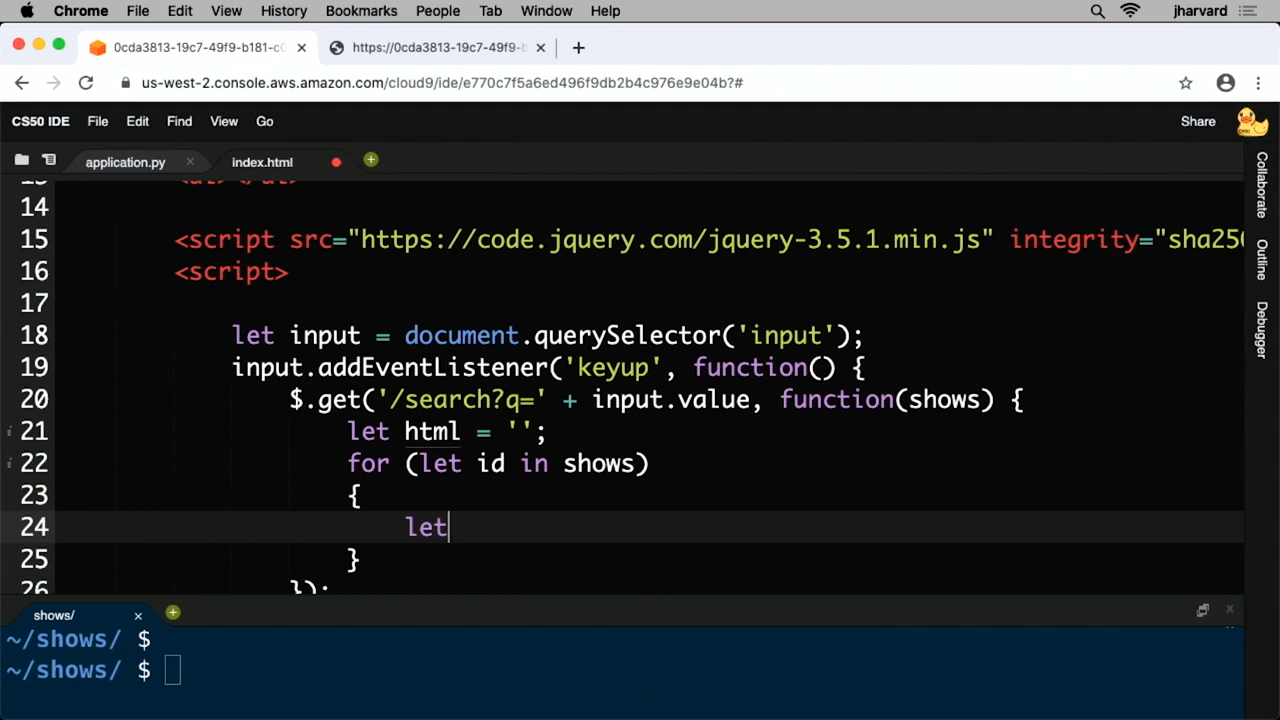 Chrome File Edit View History Bookmarks People Tab Window Help jharvard
0cda3813-19c7-49f9-b181-c0 https://0cda3813-19c7-49f9-b
us-west-2.console.aws.amazon.com/cloud9/ide/e770c7f5a6ed496f9db2b4c976e9e04b?#
CS50 IDE File Edit Find View Go Share
application.py index.html
Collaborate
Outline
Debugger
14
15 <script src="https://code.jquery.com/jquery-3.5.1.min.js" integrity="sha256
16 <script>
17
18 let input = document.querySelector('input');
19 input.addEventListener('keyup', function() {
20 $.get('/search?q=' + input.value, function(shows) {
21 let html = '';
22 for (let id in shows)
23 {
24 let
25 }
26 });
shows/
~/shows/ $
~/shows/ $